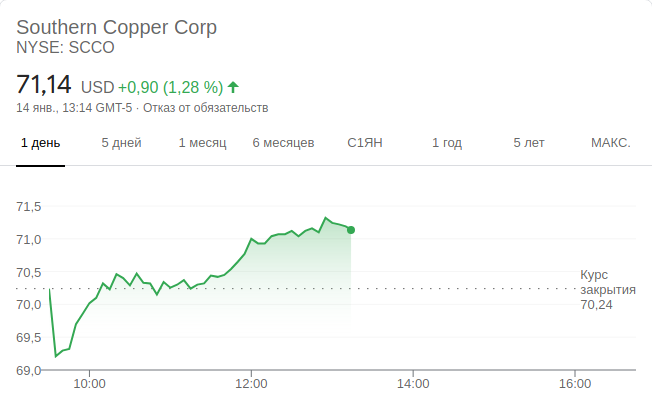 Southern Copper Corp
NYSE: SCCO
71,14 USD +0,90 (1,28 %)
14 янв., 13:14 GMT-5 · Отказ от обязательств
1 день 5 дней 1 месяц 6 месяцев С1ЯН 1 год 5 лет МАКС.
71,5
71,0
70,5
70,0
69,5
69,0
Курс
закрытия
70,24
10:00 12:00 14:00 16:00